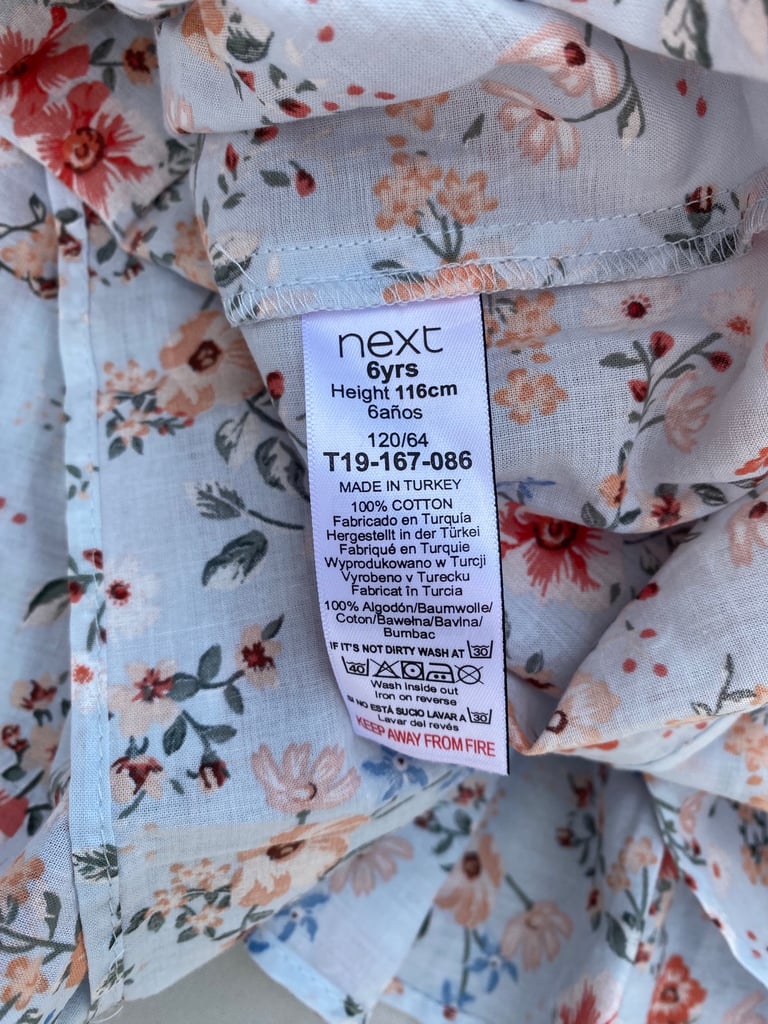 next
6yrs
Height 116cm
6años
120/64
T19-167-086
MADE IN TURKEY
100% COTTON
Fabricado en Turquía
Hergestellt in der Türkei
Fabriqué en Turquie
Wyprodukowano w Turcji
Vyrobeno v Turecku
Fabricat în Turcia
100% Algodón/Baumwolle/
Coton/Bawełna/Bavlna/
Bumbac
IF IT'S NOT DIRTY WASH AT 30
40
Wash inside out
Iron on reverse
SI NO ESTÁ SUCIO LAVAR A 30
Lavar del revés
KEEP AWAY FROM FIRE